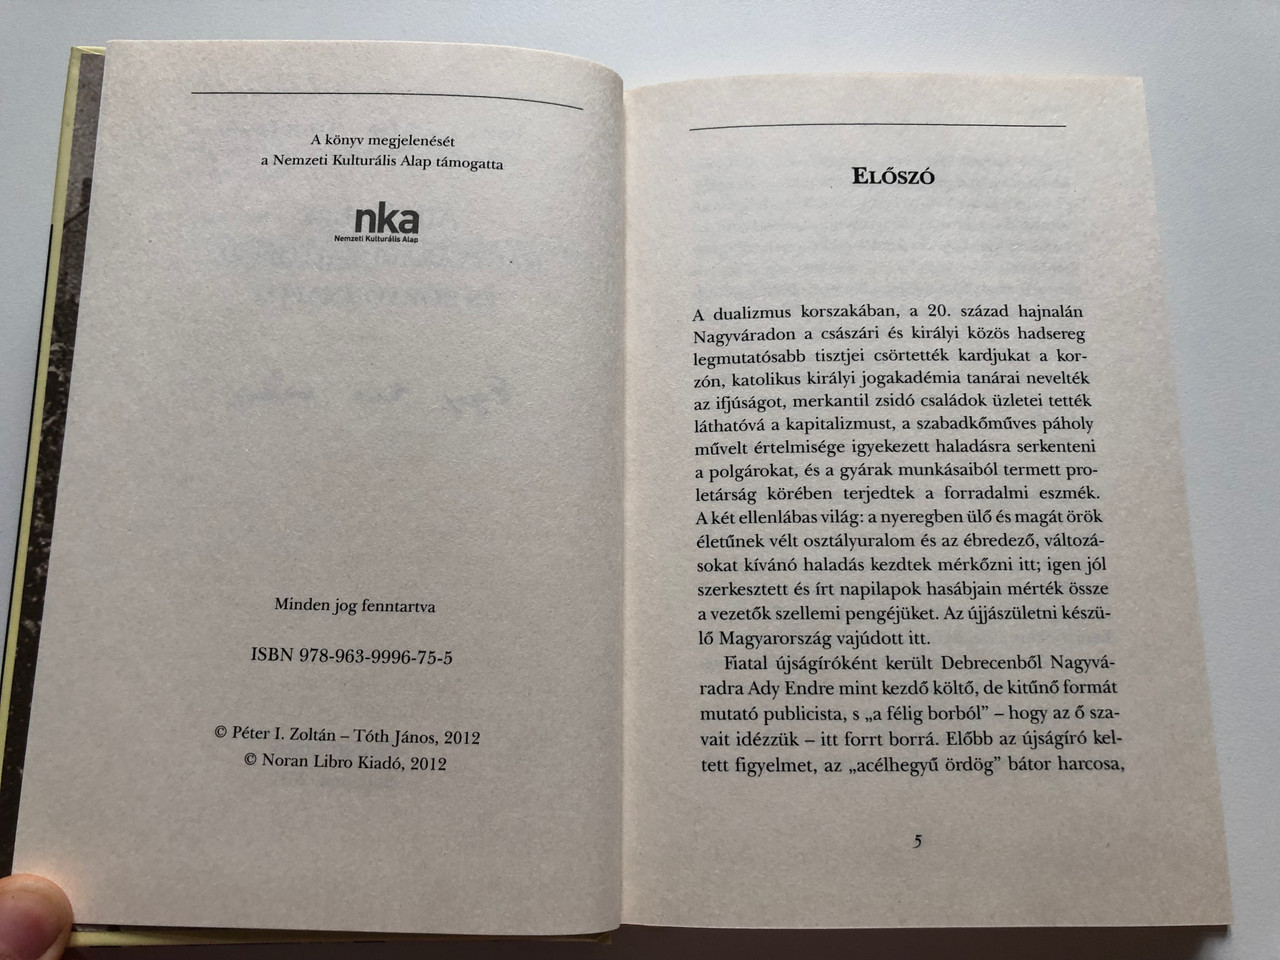 A könyv megjelenését
a Nemzeti Kulturális Alap támogatta
nka
Nemzeti Kulturális Alap
Minden jog fenntartva
ISBN 978-963-9996-75-5
© Péter I. Zoltán – Tóth János, 2012
© Noran Libro Kiadó, 2012
ELŐSZÓ
A dualizmus korszakában, a 20. század hajnalán
Nagyváradon a császári és királyi közös hadsereg
legmutatósabb tisztjei csörtették kardjukat a kor-
zón, katolikus királyi jogakadémia tanárai nevelték
az ifjúságot, merkantil zsidó családok üzletei tették
láthatóvá a kapitalizmust, a szabadkőműves páholy
művelt értelmisége igyekezett haladásra serkenteni
a polgárokat, és a gyárak munkásaiból termett pro-
letárság körében terjedtek a forradalmi eszmék.
A két ellenlábas világ: a nyeregben ülő és magát örök
életűnek vélt osztályuralom és az ébredező, változá-
sokat kívánó haladás kezdtek mérkőzni itt; igen jól
szerkesztett és írt napilapok hasábjain mérték össze
a vezetők szellemi pengéjüket. Az újjászületni készü-
lő Magyarország vajúdott itt.
Fiatal újságíróként került Debrecenből Nagyvá-
radra Ady Endre mint kezdő költő, de kitűnő formát
mutató publicista, s „a félig borból” – hogy az ő sza-
vait idézzük – itt forrt borrá. Előbb az újságíró kel-
tett figyelmet, az „acélhegyű ördög” bátor harcosa,
5